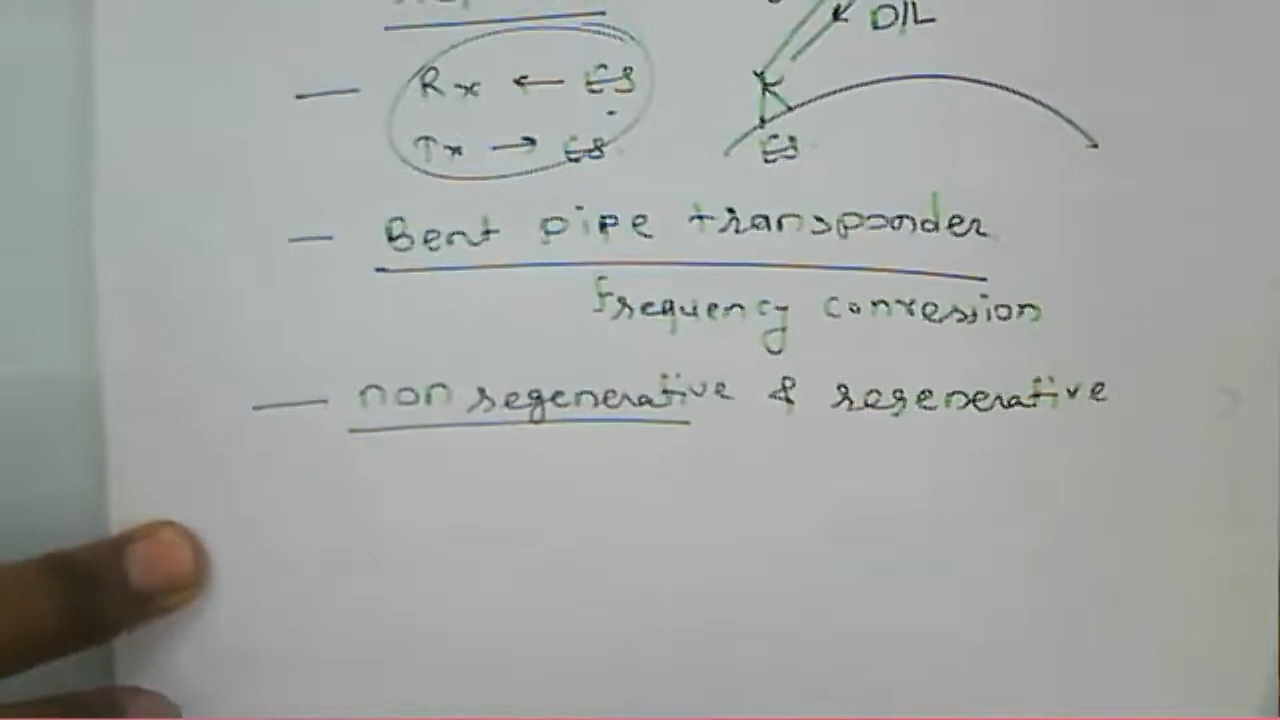 D/L
— Rx ← ES
Tx → ES
ES
— Bent pipe transponder
frequency conversion
— non regenerative & regenerative